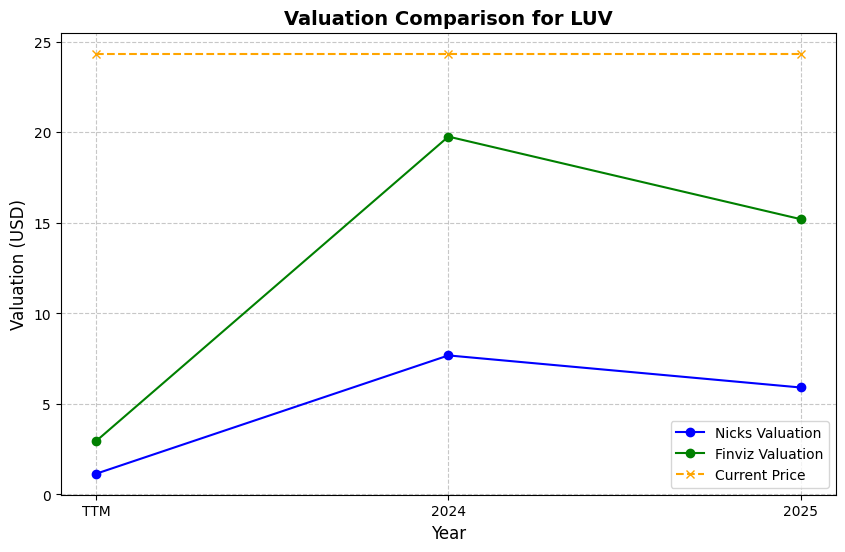 Valuation Comparison for LUV
Valuation (USD)
25
20
15
10
5
0
TTM
2024
2025
Year
Nicks Valuation
Finviz Valuation
Current Price